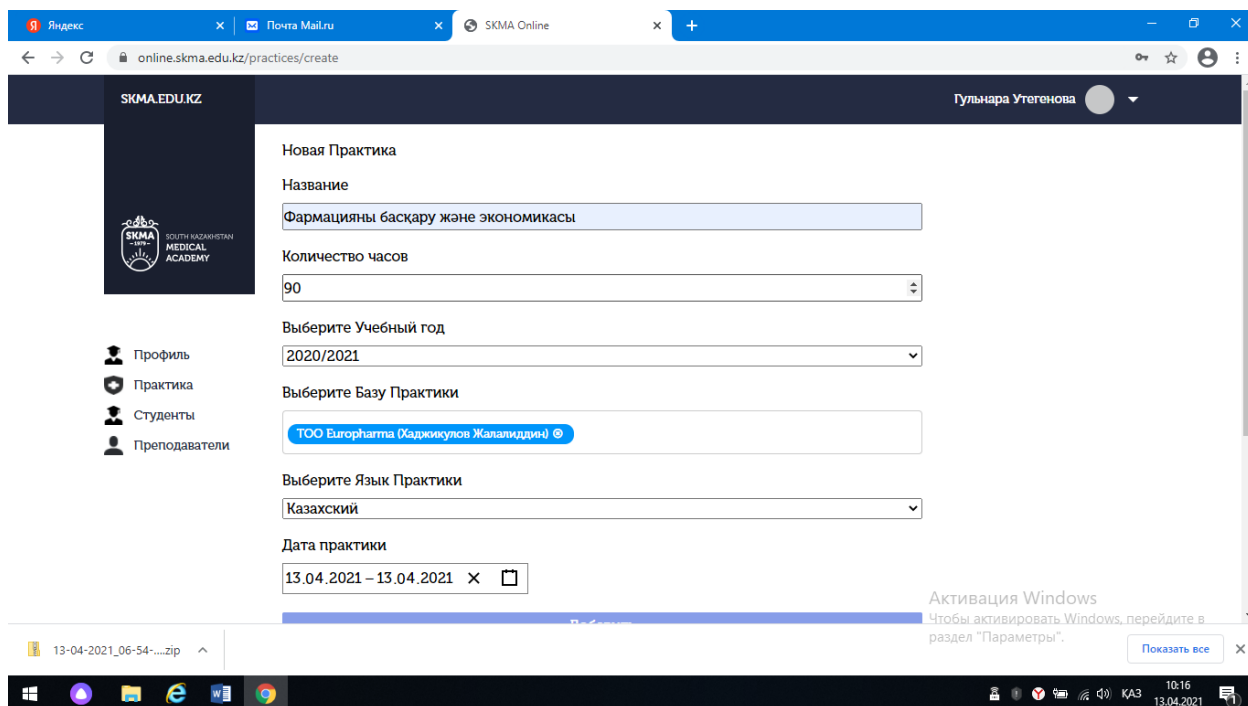 Яндекс
Почта Mail.ru
SKMA Online
online.skma.edu.kz/practices/create
SKMA.EDU.KZ
Гульнара Утегенова
SKMA
-1979-
SOUTH KAZAKHSTAN
MEDICAL
ACADEMY
Профиль
Практика
Студенты
Преподаватели
Новая Практика
Название
Фармацияны басқару және экономикасы
Количество часов
90
Выберите Учебный год
2020/2021
Выберите Базу Практики
ТОО Europharma (Хаджикулов Жалалиддин)
Выберите Язык Практики
Казахский
Дата практики
13.04.2021 – 13.04.2021
Активация Windows
Чтобы активировать Windows, перейдите в
раздел "Параметры".
13-04-2021_06-54-....zip
Показать все
ҚАЗ
10:16
13.04.2021